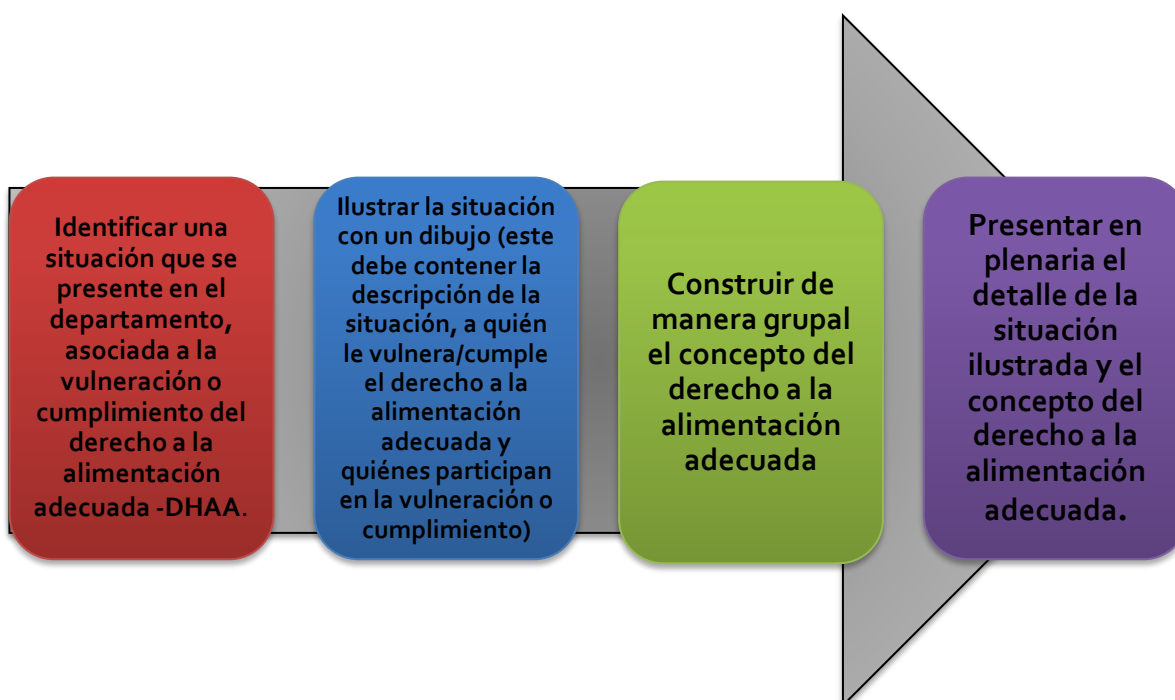 Identificar una
situación que se
presente en el
departamento,
asociada a la
vulneración o
cumplimiento del
derecho a la
alimentación
adecuada -DHAA.
Ilustrar la situación
con un dibujo (este
debe contener la
descripción de la
situación, a quién
le vulnera/cumple
el derecho a la
alimentación
adecuada y
quiénes participan
en la vulneración o
cumplimiento)
Construir de
manera grupal
el concepto del
derecho a la
alimentación
adecuada
Presentar en
plenaria el
detalle de la
situación
ilustrada y el
concepto del
derecho a la
alimentación
adecuada.